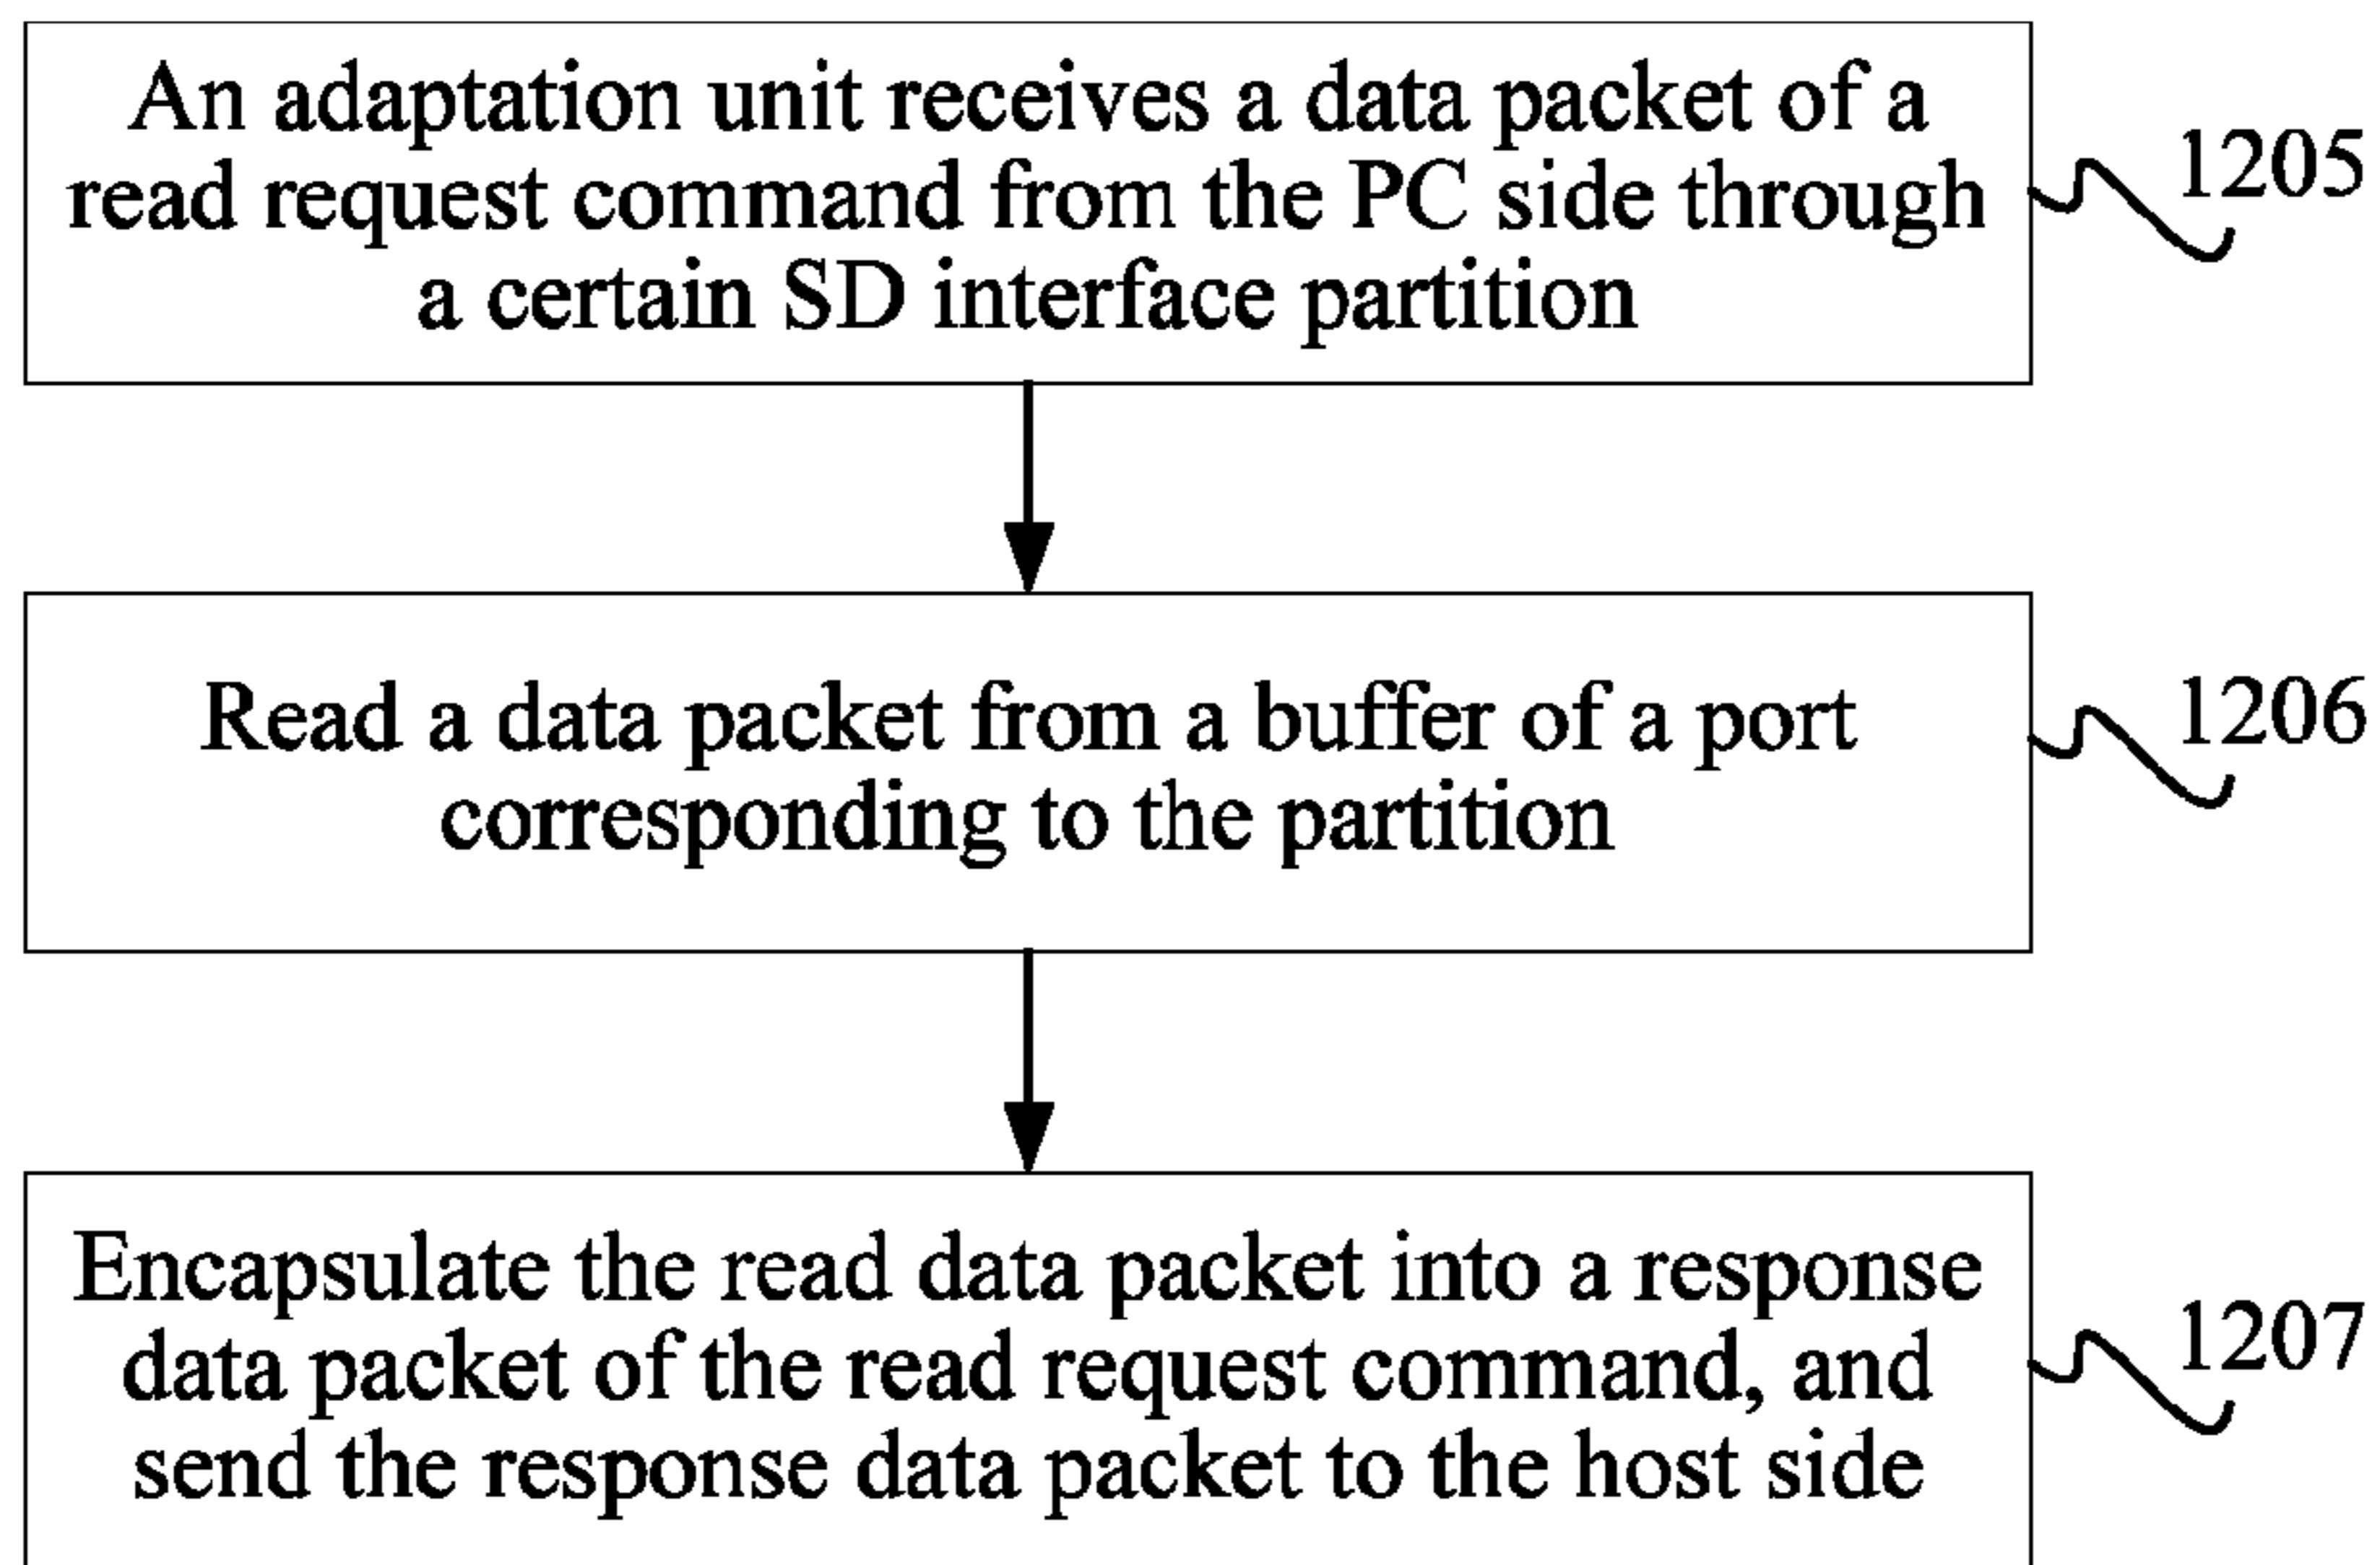 An adaptation unit receives a data packet of a
read request command from the PC side through
a certain SD interface partition
1205
Read a data packet from a buffer of a port
corresponding to the partition
1206
Encapsulate the read data packet into a response
data packet of the read request command, and
send the response data packet to the host side
1207